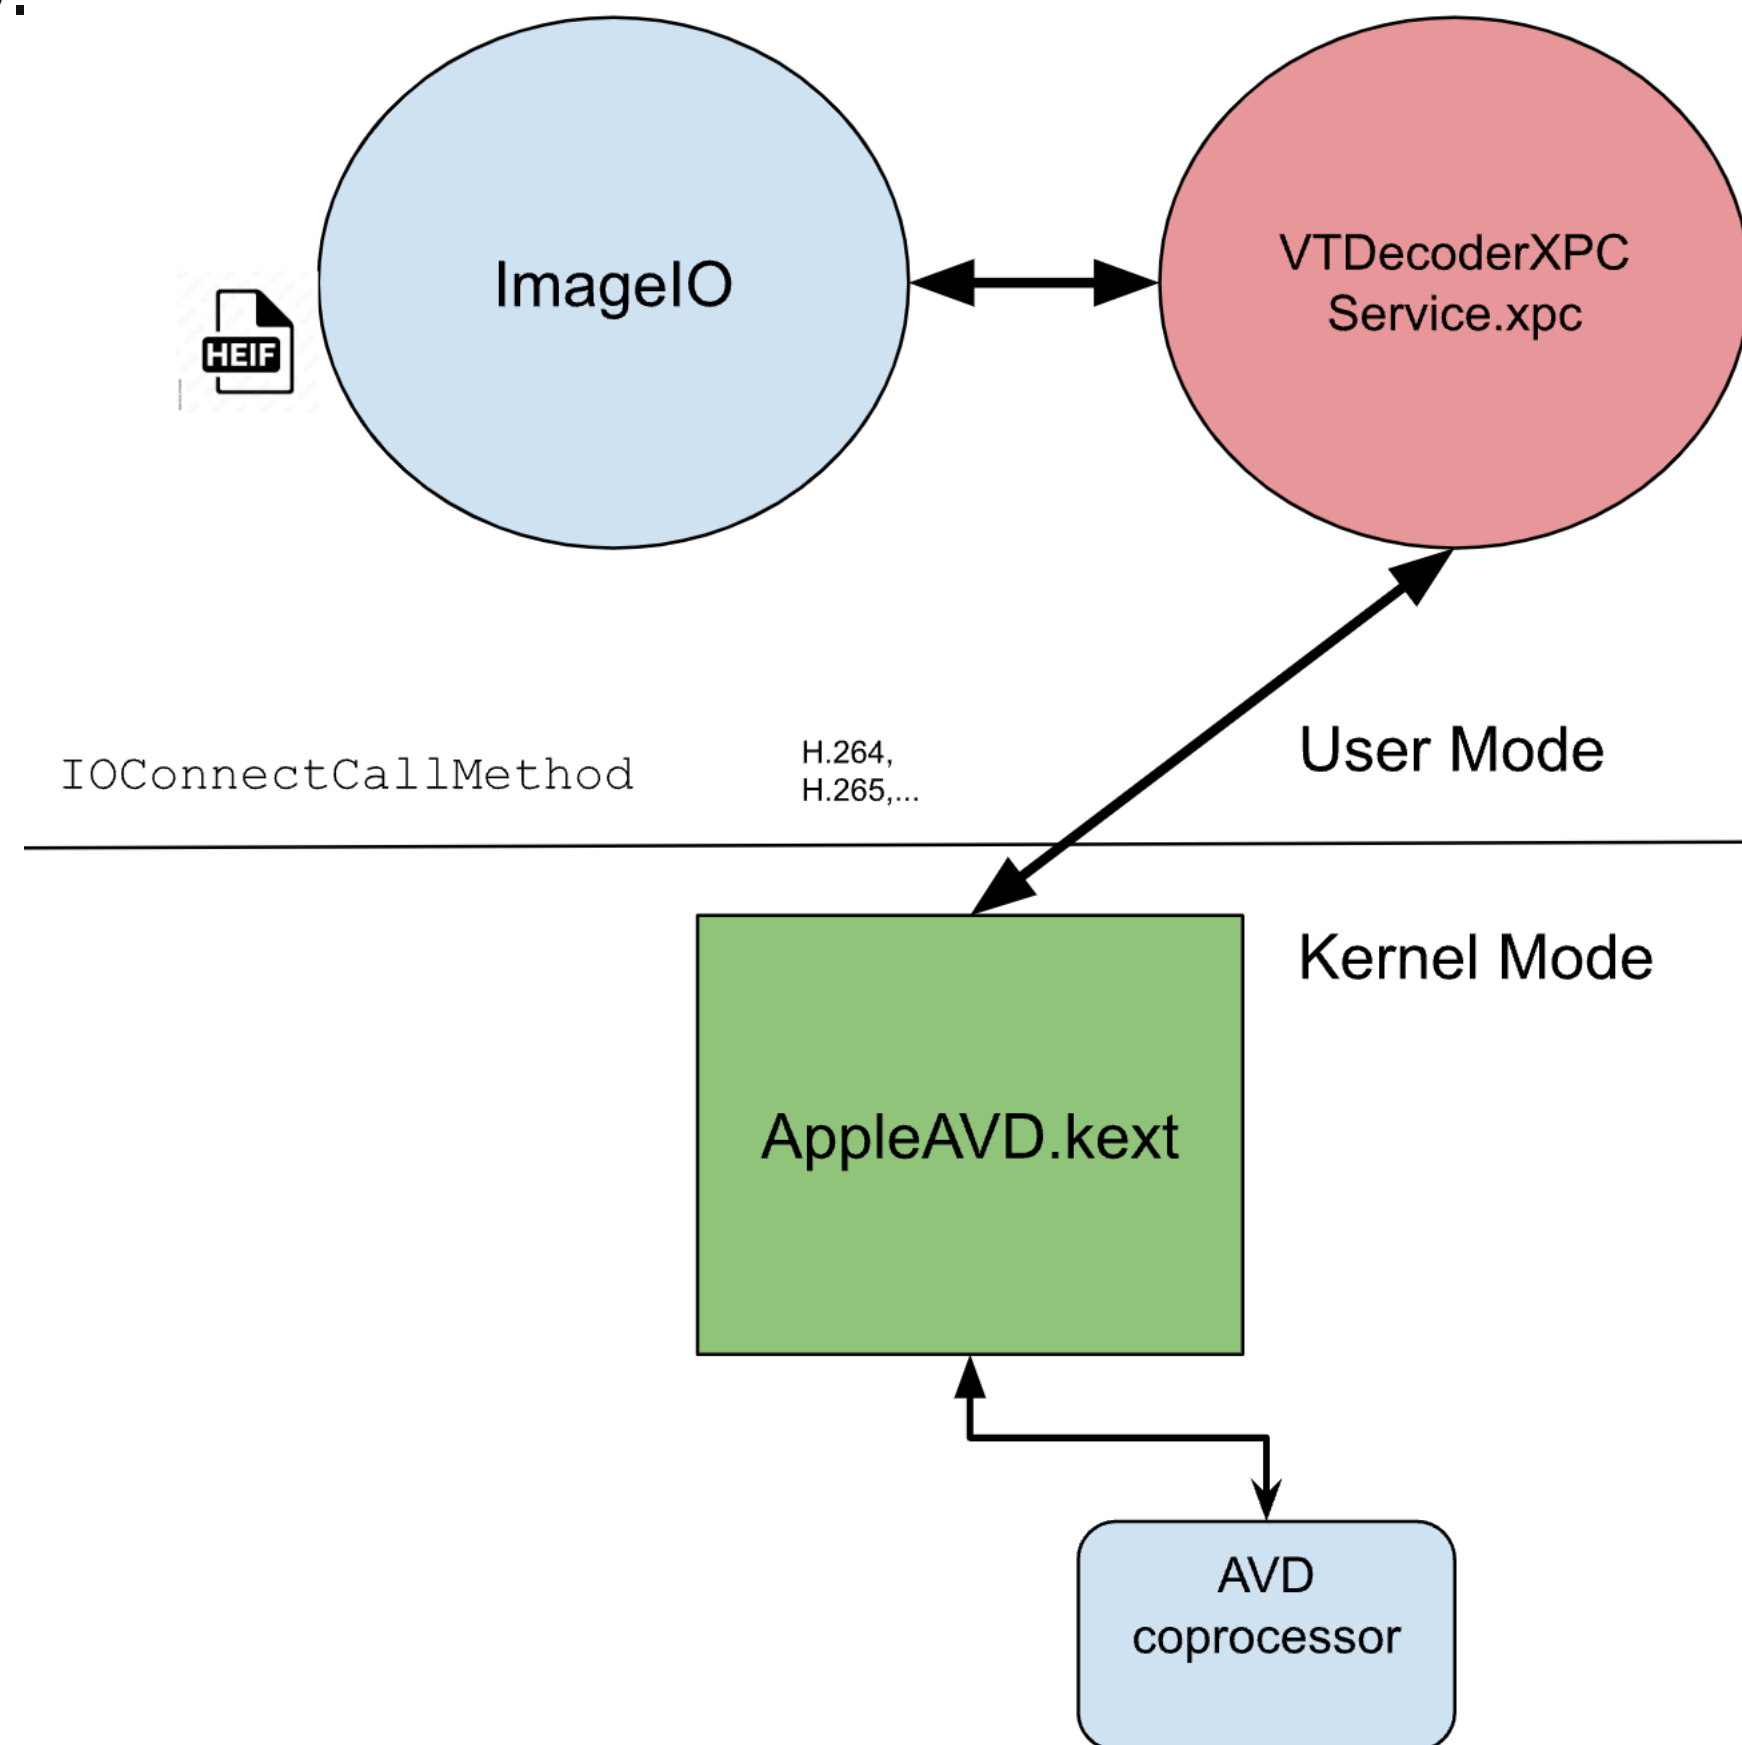 ImageIO
VTDecoderXPC
Service.xpc
HEIF
IOConnectCallMethod
H.264,
H.265,...
User Mode
Kernel Mode
AppleAVD.kext
AVD
coprocessor